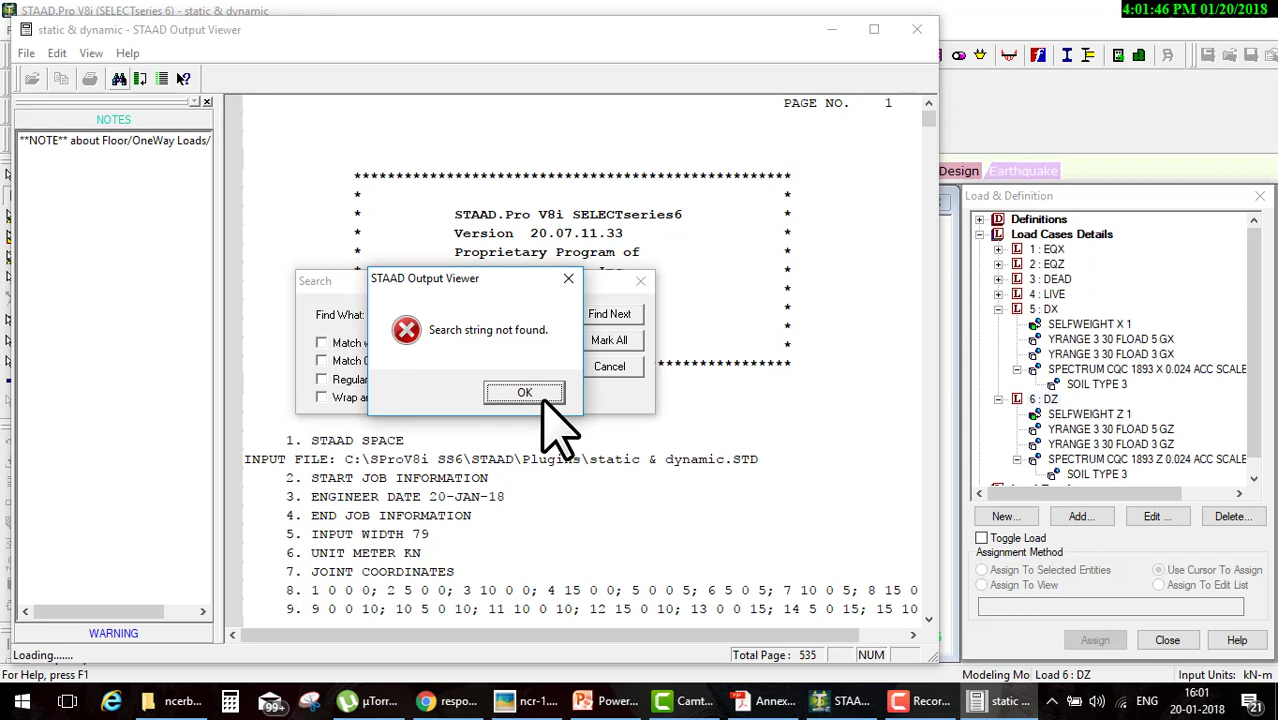 STAAD.Pro V8i (SELECTseries 6) - static & dynamic
4:01:46 PM 01/20/2018
static & dynamic - STAAD Output Viewer
File Edit View Help
NOTES
**NOTE** about Floor/OneWay Loads/
PAGE NO. 1
STAAD.Pro V8i SELECTseries6
Version 20.07.11.33
Proprietary Program of
Search
Find What:
Find Next
Mark All
Cancel
STAAD Output Viewer
Search string not found.
OK
1. STAAD SPACE
INPUT FILE: C:\SProV8i SS6\STAAD\Plugins\static & dynamic.STD
2. START JOB INFORMATION
3. ENGINEER DATE 20-JAN-18
4. END JOB INFORMATION
5. INPUT WIDTH 79
6. UNIT METER KN
7. JOINT COORDINATES
8. 1 0 0 0; 2 5 0 0; 3 10 0 0; 4 15 0 0; 5 0 0 5; 6 5 0 5; 7 10 0 5; 8 15 0
9. 9 0 0 10; 10 5 0 10; 11 10 0 10; 12 15 0 10; 13 0 0 15; 14 5 0 15; 15 10
Loading.......
Total Page: 535
NUM
Design
Earthquake
Load & Definition
Definitions
Load Cases Details
1 : EQX
2 : EQZ
3 : DEAD
4 : LIVE
5 : DX
SELFWEIGHT X 1
YRANGE 3 30 FLOAD 5 GX
YRANGE 3 30 FLOAD 3 GX
SPECTRUM CQC 1893 X 0.024 ACC SCALE
SOIL TYPE 3
6 : DZ
SELFWEIGHT Z 1
YRANGE 3 30 FLOAD 5 GZ
YRANGE 3 30 FLOAD 3 GZ
SPECTRUM CQC 1893 Z 0.024 ACC SCALE
SOIL TYPE 3
New... Add... Edit ... Delete...
Toggle Load
Assignment Method
Assign To Selected Entities
Use Cursor To Assign
Assign To View
Assign To Edit List
Assign Close Help
For Help, press F1
Modeling Mo
Load 6 : DZ
Input Units: kN-m
ncerb... 99+ µTorr... respo... ncr-1... Power... Camt... Annex... STAA... Recor... static ... ENG
16:01
20-01-2018
21